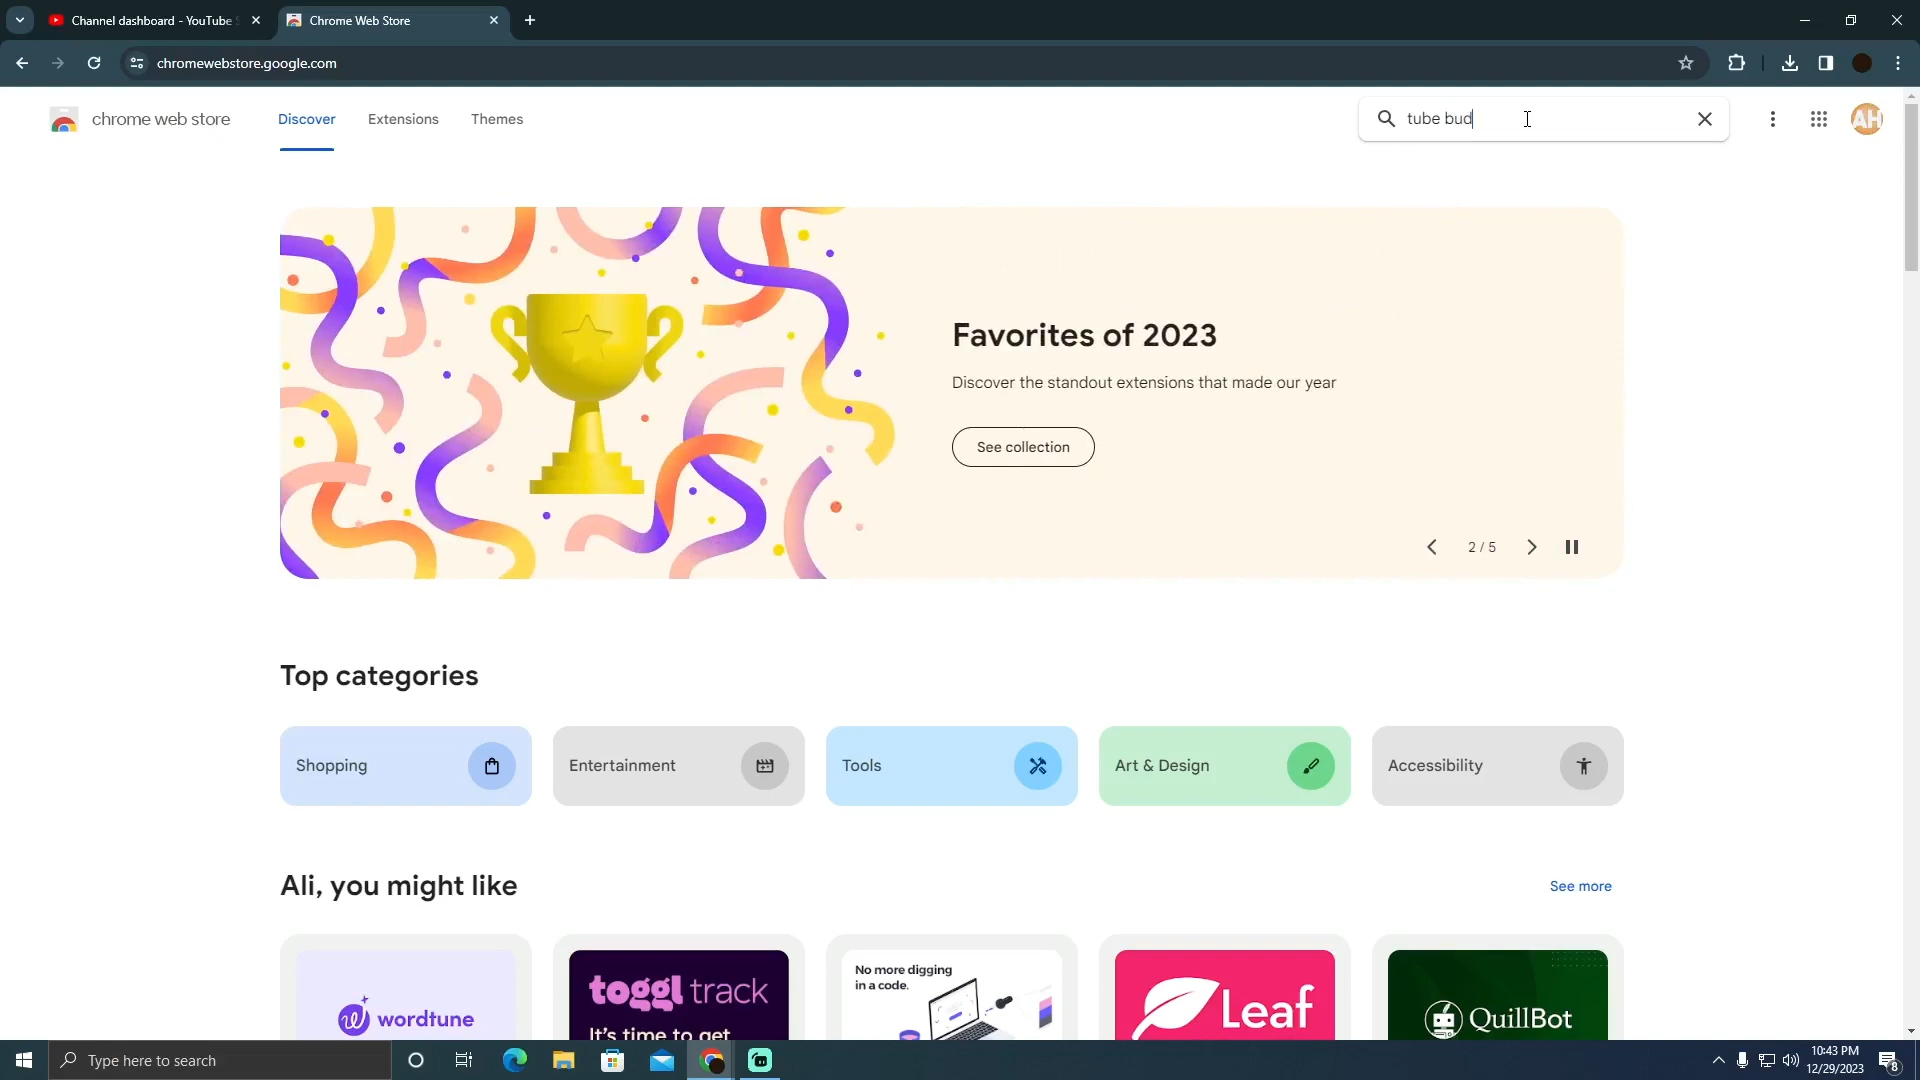 Channel dashboard - YouTube S
Chrome Web Store
chromewebstore.google.com
chrome web store
Discover
Extensions
Themes
tube bud
AH
Favorites of 2023
Discover the standout extensions that made our year
See collection
2 / 5
Top categories
Shopping
Entertainment
Tools
Art & Design
Accessibility
Ali, you might like
See more
wordtune
toggl track
It's time to get
No more digging
in a code.
Leaf
QuillBot
Type here to search
10:43 PM
12/29/2023
8